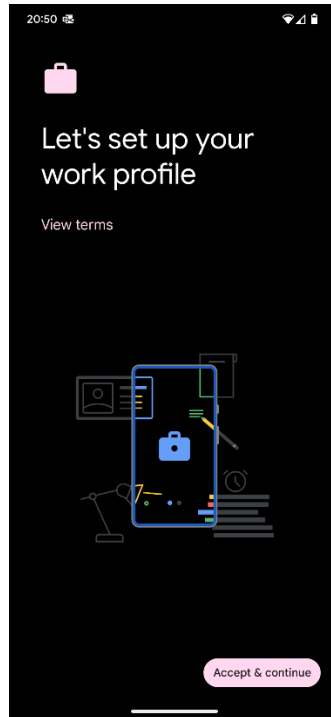 20:50
Let's set up your
work profile
View terms
Accept & continue